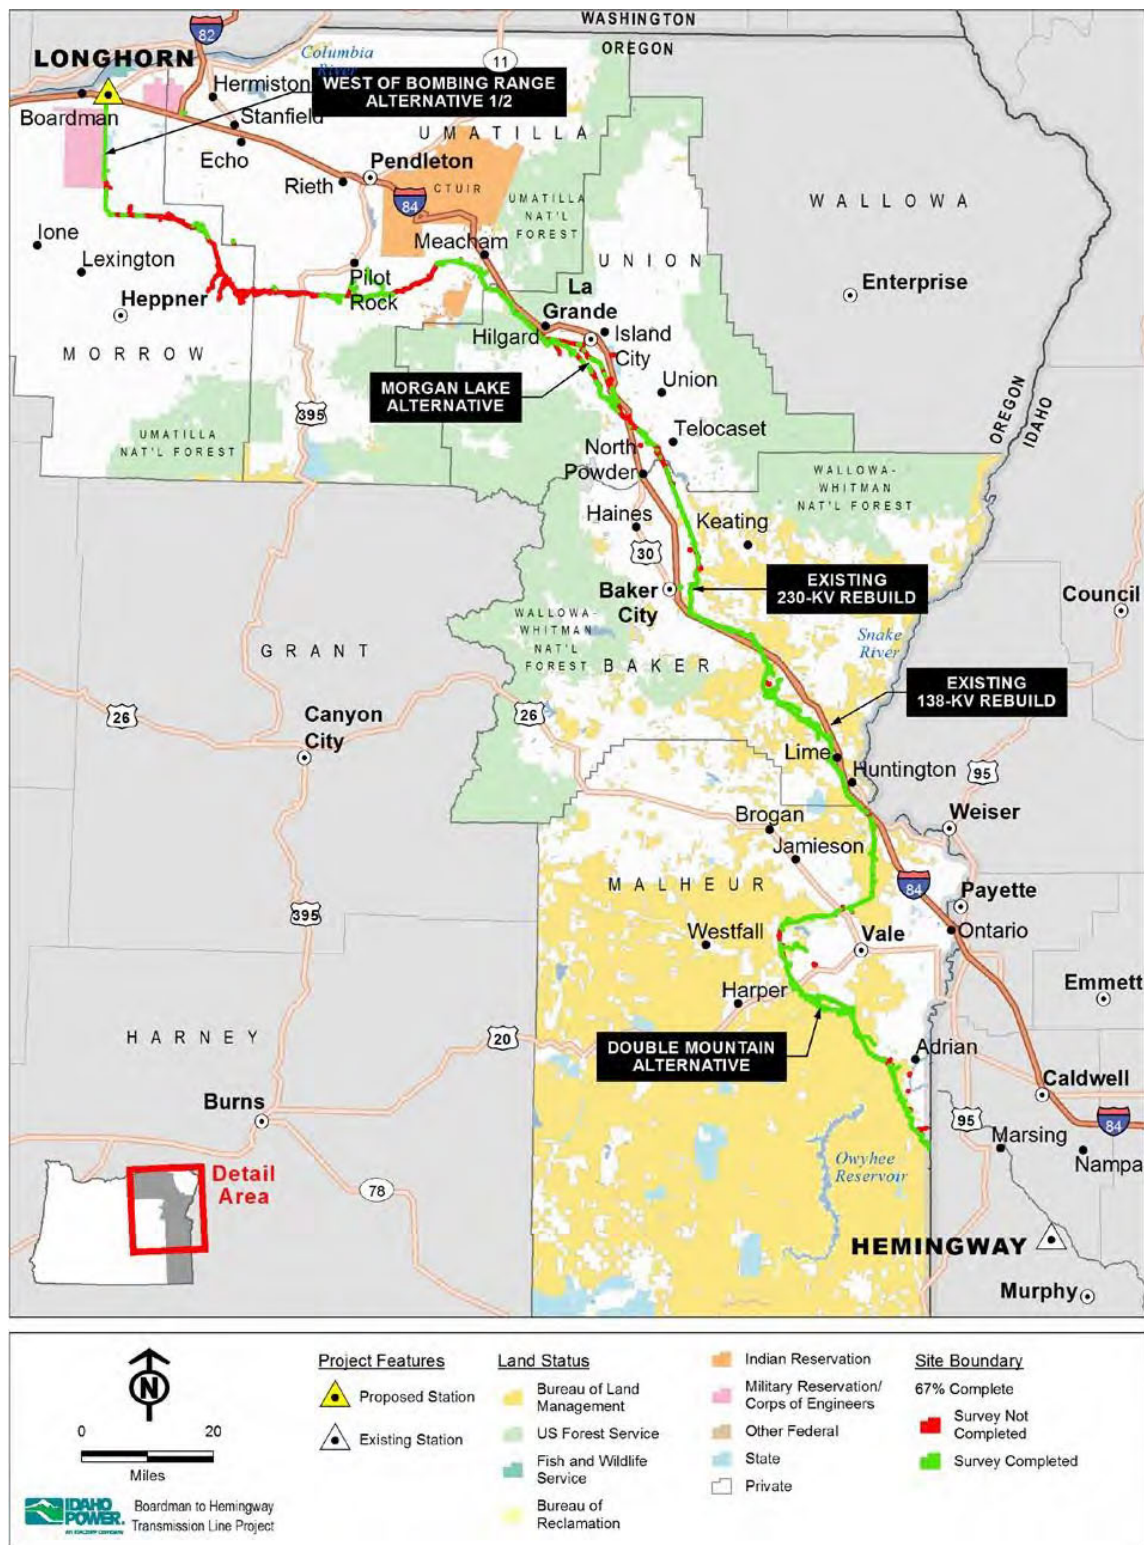 WASHINGTON
OREGON
82
LONGHORN
Columbia
River
11
WEST OF BOMBING RANGE
ALTERNATIVE 1/2
Hermiston
Boardman
Stanfield
Echo
UMATILLA
Pendleton
Rieth
CTUIR
84
UMATILLA
NAT'L
FOREST
WALLOWA
Ione
Lexington
Meacham
UNION
Heppner
Pilot
Rock
La
Grande
Enterprise
Hilgard
Island
City
MORROW
MORGAN LAKE
ALTERNATIVE
Union
OREGON
IDAHO
395
Telocaset
UMATILLA
NAT'L FOREST
North
Powder
WALLOWA-
WHITMAN
NAT'L FOREST
Haines
Keating
30
EXISTING
230-KV REBUILD
Baker
City
Council
WALLOWA-
WHITMAN
NAT'L
FOREST
Snake
River
GRANT
BAKER
EXISTING
138-KV REBUILD
26
Canyon
City
26
Lime
Huntington
95
Brogan
Weiser
Jamieson
MALHEUR
84
Payette
395
Westfall
Vale
Ontario
Harper
Emmett
HARNEY
20
DOUBLE MOUNTAIN
ALTERNATIVE
Adrian
Burns
Caldwell
95
84
Marsing
Nampa
Detail
Area
Owyhee
Reservoir
78
HEMINGWAY
Murphy
N
0 20
Miles
IDAHO
POWER
AN IDACORP COMPANY
Boardman to Hemingway
Transmission Line Project
Project Features
Proposed Station
Existing Station
Land Status
Bureau of Land
Management
US Forest Service
Fish and Wildlife
Service
Bureau of
Reclamation
Indian Reservation
Military Reservation/
Corps of Engineers
Other Federal
State
Private
Site Boundary
67% Complete
Survey Not
Completed
Survey Completed